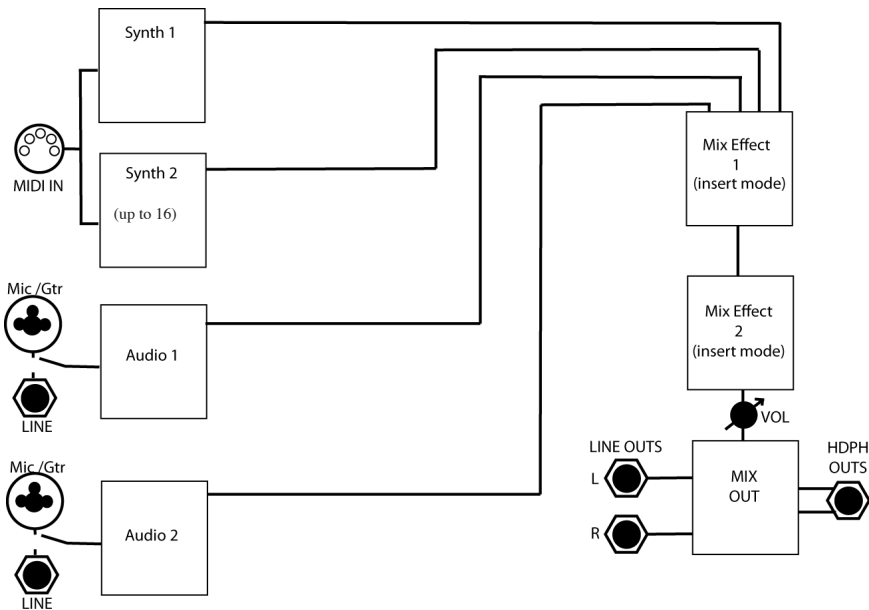 Synth 1
MIDI IN
Synth 2
(up to 16)
Mix Effect
1
(insert mode)
Mic /Gtr
Audio 1
LINE
Mix Effect
2
(insert mode)
VOL
LINE OUTS
L
R
MIX
OUT
HDPH
OUTS
Mic /Gtr
Audio 2
LINE